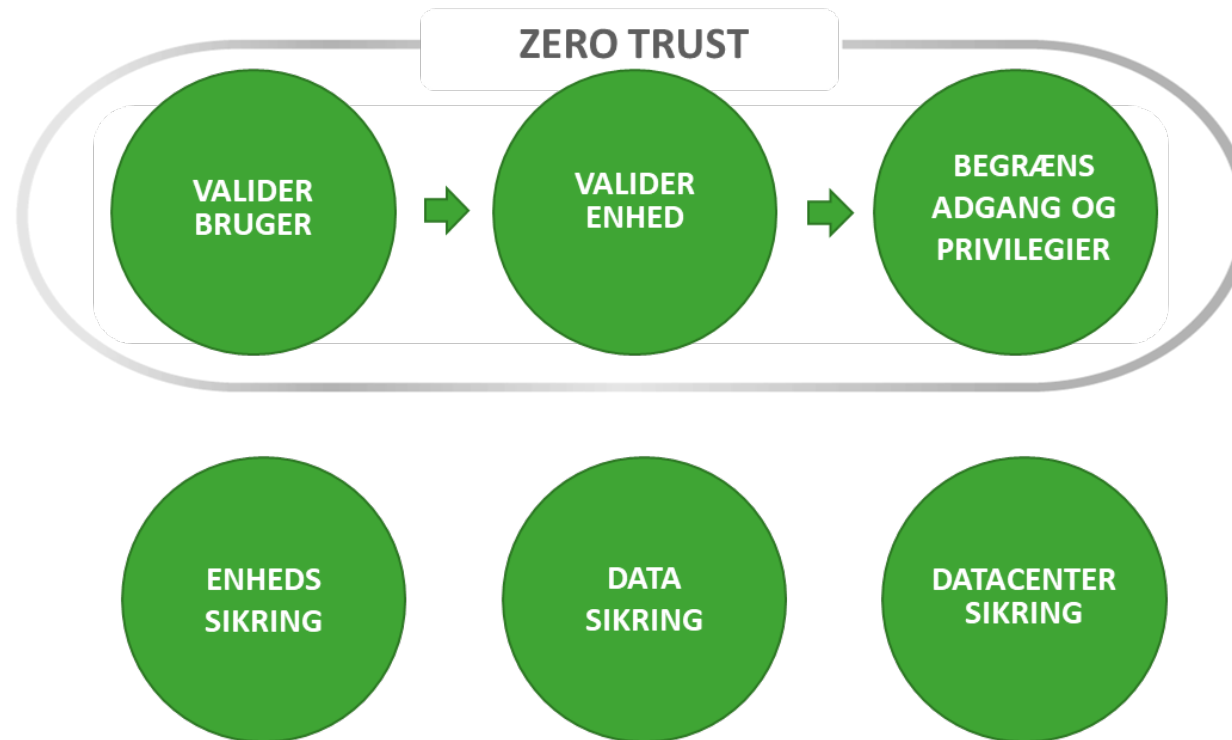 ZERO TRUST
VALIDER
BRUGER
VALIDER
ENHED
BEGRÆNS
ADGANG OG
PRIVILEGIER
ENHEDS
SIKRING
DATA
SIKRING
DATACENTER
SIKRING